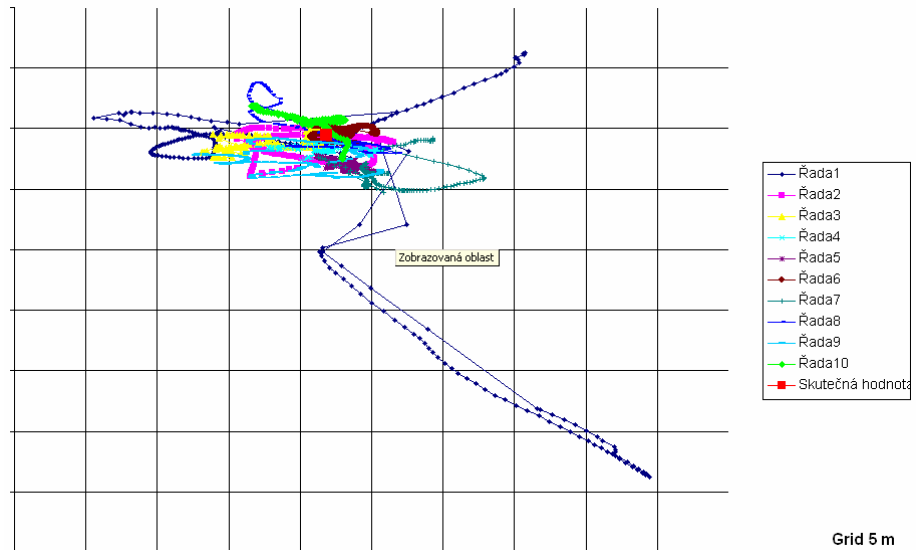 Řada1
Řada2
Řada3
Řada4
Zobrazovaná oblast
Řada5
Řada6
Řada7
Řada8
Řada9
Řada10
Skutečná hodnota
Grid 5 m